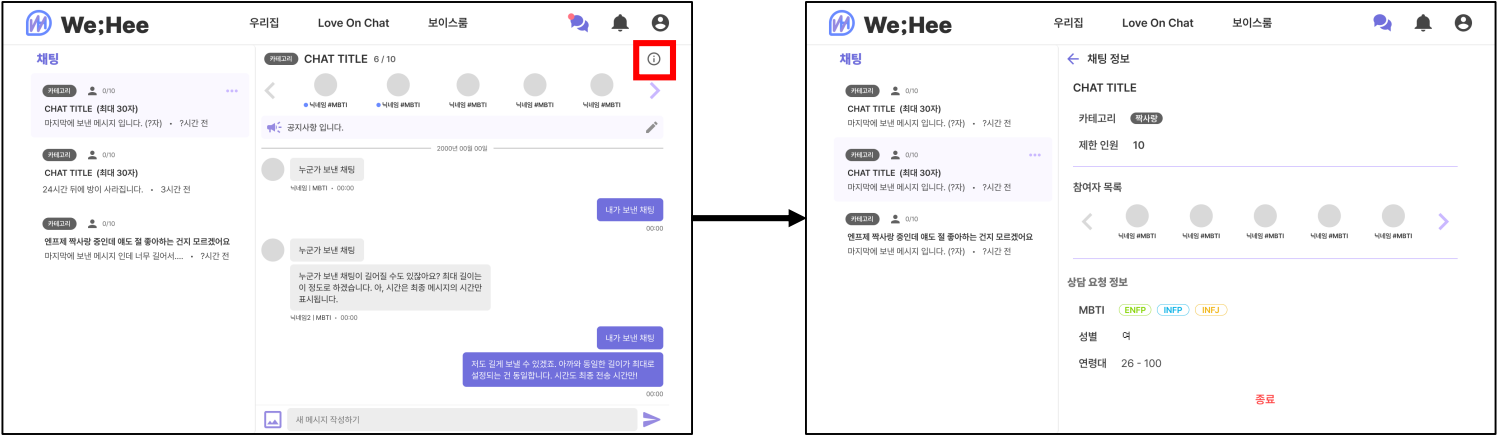 We;Hee
우리집
Love On Chat
보이스룸
채팅
카테고리 0/10
CHAT TITLE (최대 30자)
마지막에 보낸 메시지 입니다. (?자) • ?시간 전
카테고리 0/10
CHAT TITLE (최대 30자)
24시간 뒤에 방이 사라집니다. • 3시간 전
카테고리 0/10
엔프제 짝사랑 중인데 얘도 절 좋아하는 건지 모르겠어요
마지막에 보낸 메시지 인데 너무 길어서.... • ?시간 전
카테고리 CHAT TITLE 6 / 10
닉네임 #MBTI 닉네임 #MBTI 닉네임 #MBTI 닉네임 #MBTI 닉네임 #MBTI
공지사항 입니다.
2000년 00월 00일
누군가 보낸 채팅
닉네임 | MBTI • 00:00
내가 보낸 채팅
00:00
누군가 보낸 채팅
누군가 보낸 채팅이 길어질 수도 있잖아요? 최대 길이는
이 정도로 하겠습니다. 아, 시간은 최종 메시지의 시간만
표시됩니다.
닉네임2 | MBTI • 00:00
내가 보낸 채팅
저도 길게 보낼 수 있겠죠. 아까와 동일한 길이가 최대로
설정되는 건 동일합니다. 시간도 최종 전송 시간만!
00:00
새 메시지 작성하기
We;Hee
우리집
Love On Chat
보이스룸
채팅
카테고리 0/10
CHAT TITLE (최대 30자)
마지막에 보낸 메시지 입니다. (?자) • ?시간 전
카테고리 0/10
CHAT TITLE (최대 30자)
마지막에 보낸 메시지 입니다. (?자) • ?시간 전
카테고리 0/10
엔프제 짝사랑 중인데 얘도 절 좋아하는 건지 모르겠어요
마지막에 보낸 메시지 인데 너무 길어서.... • ?시간 전
채팅 정보
CHAT TITLE
카테고리 짝사랑
제한 인원 10
참여자 목록
닉네임 #MBTI 닉네임 #MBTI 닉네임 #MBTI 닉네임 #MBTI 닉네임 #MBTI
상담 요청 정보
MBTI ENFP INFP INFJ
성별 여
연령대 26 - 100
종료